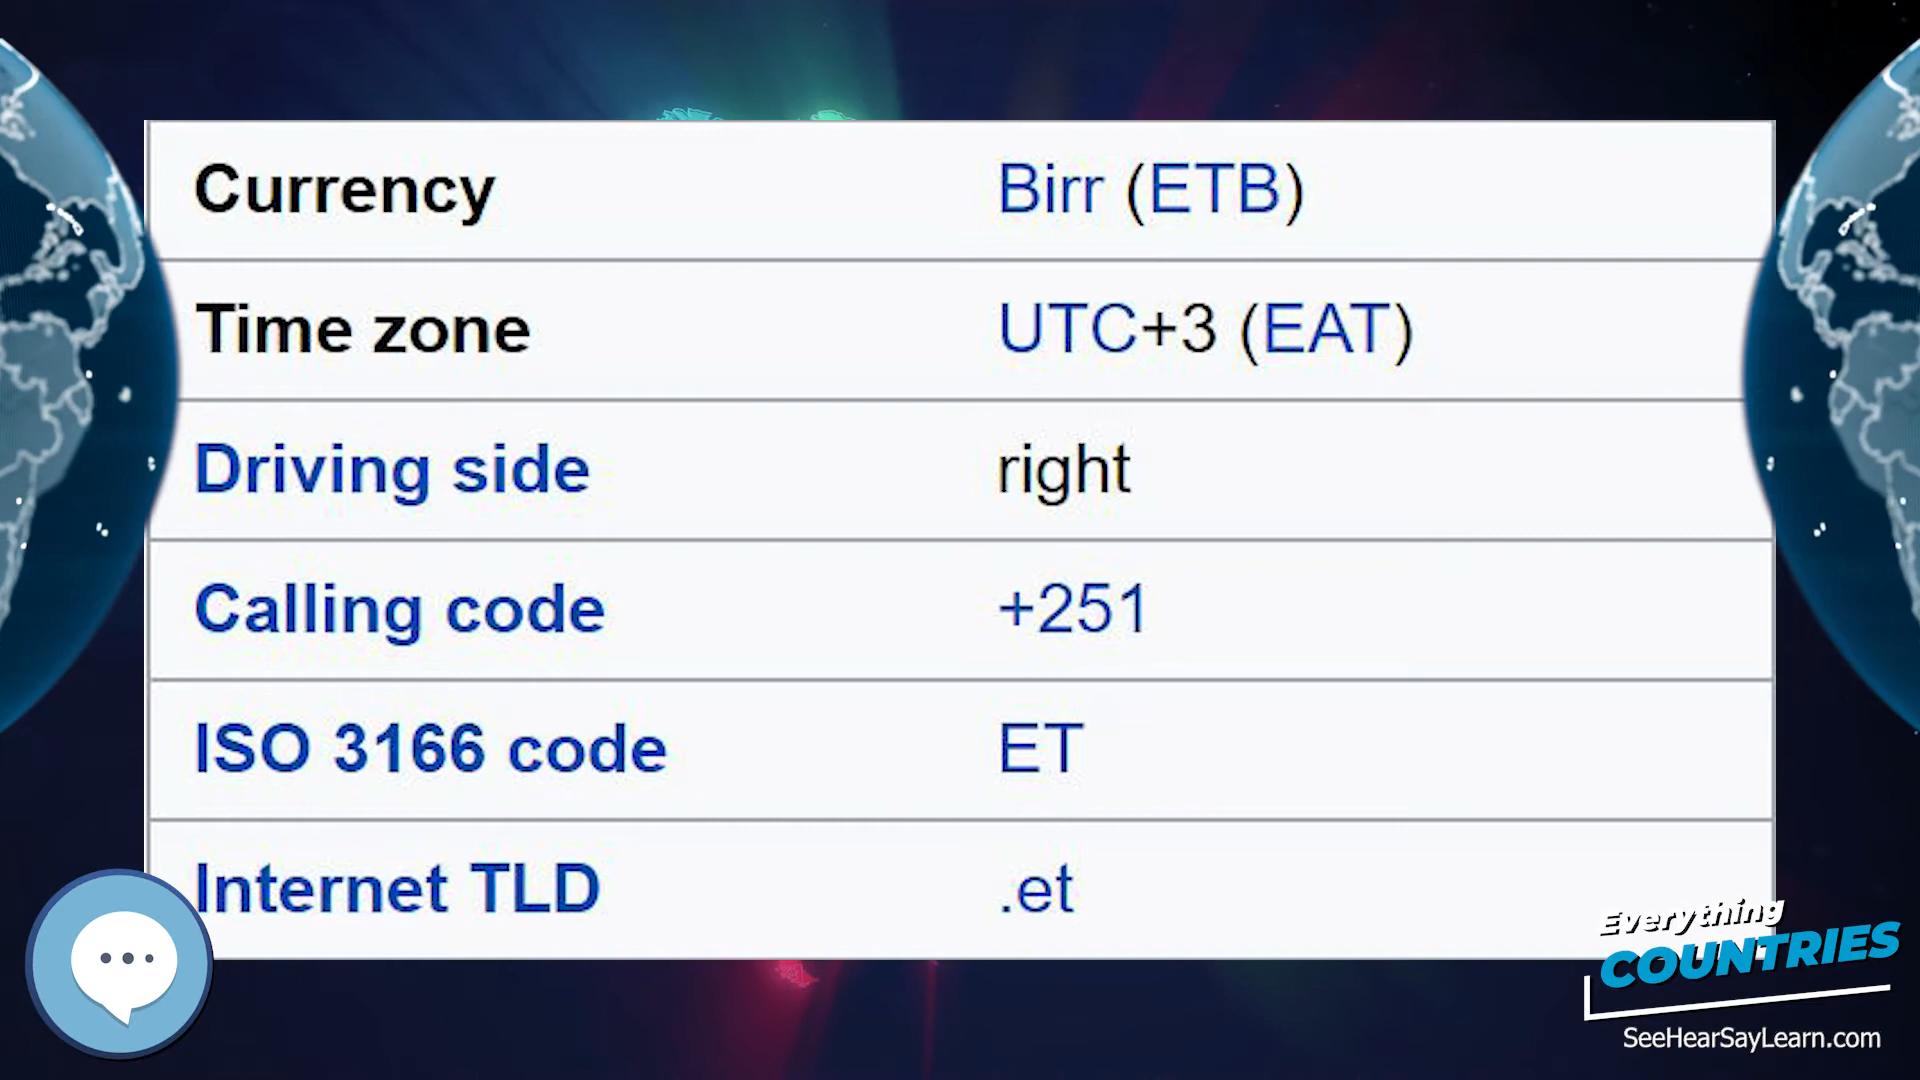 Currency Birr (ETB)
Time zone UTC+3 (EAT)
Driving side right
Calling code +251
ISO 3166 code ET
Internet TLD .et
Everything
COUNTRIES
SeeHearSayLearn.com